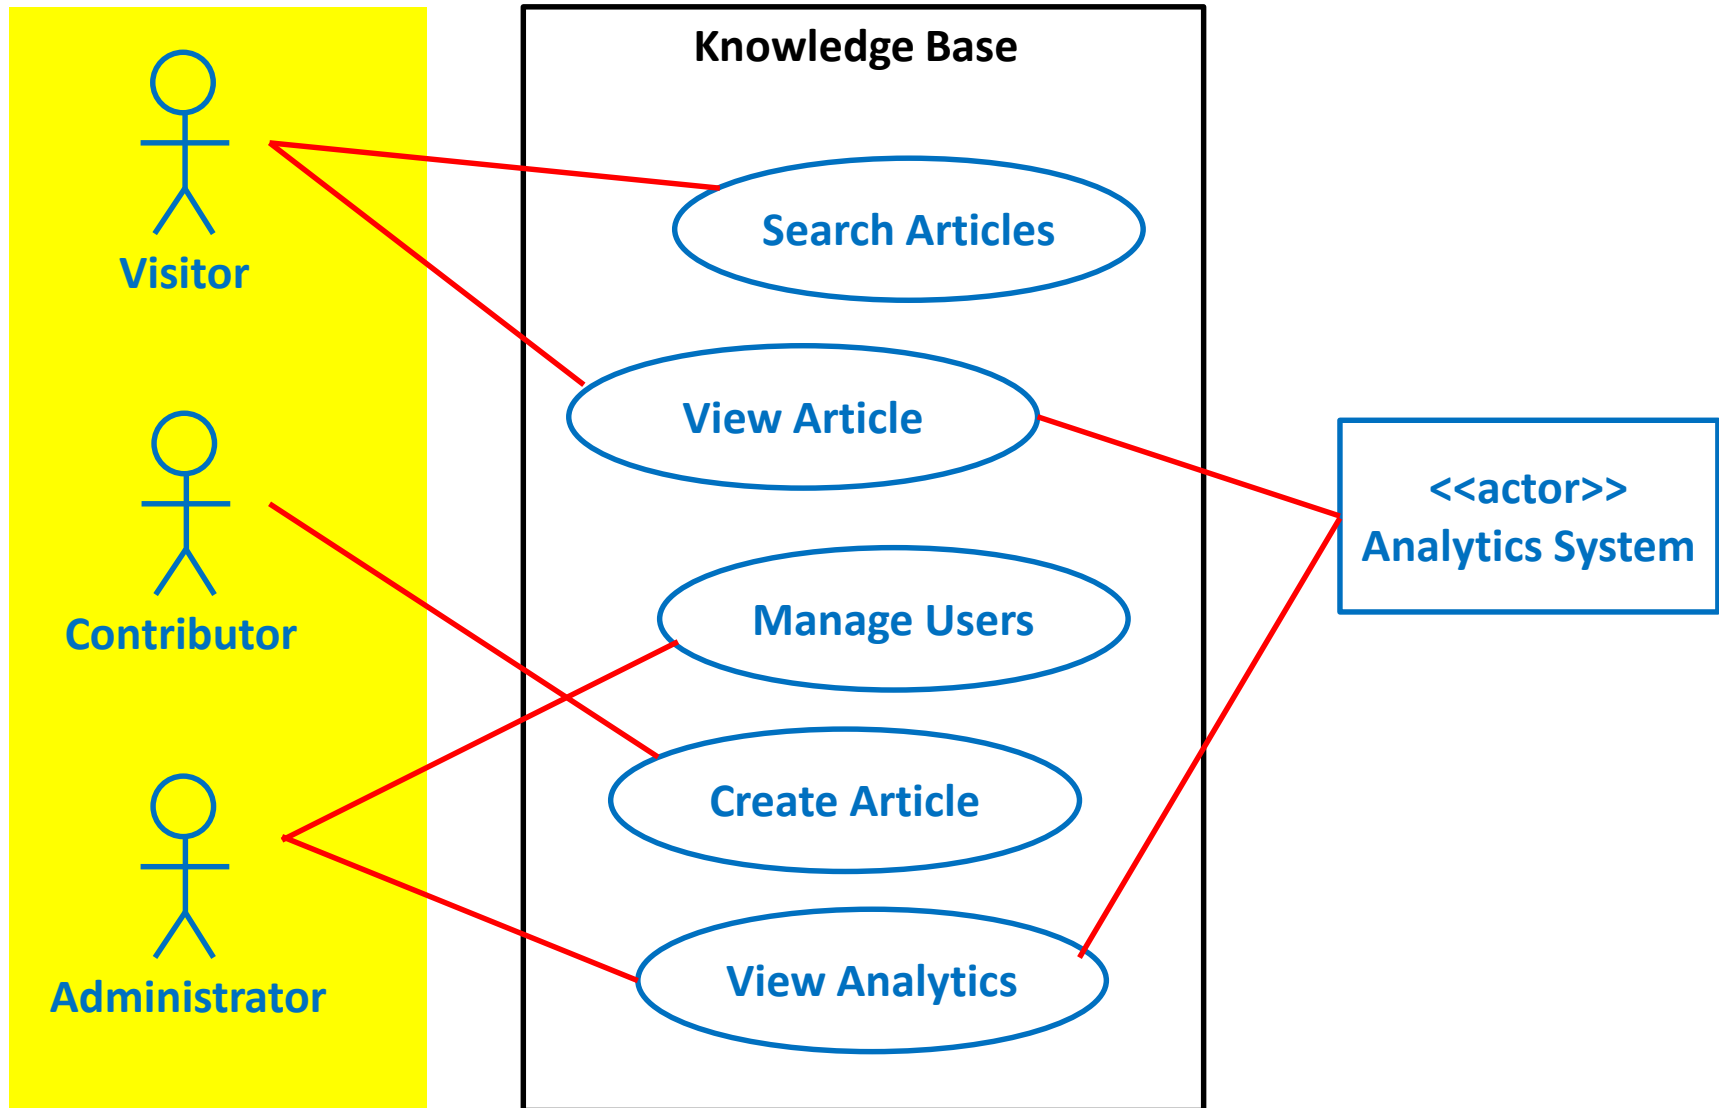 Knowledge Base
Visitor
Contributor
Administrator
Search Articles
View Article
Manage Users
Create Article
View Analytics
<<actor>>
Analytics System